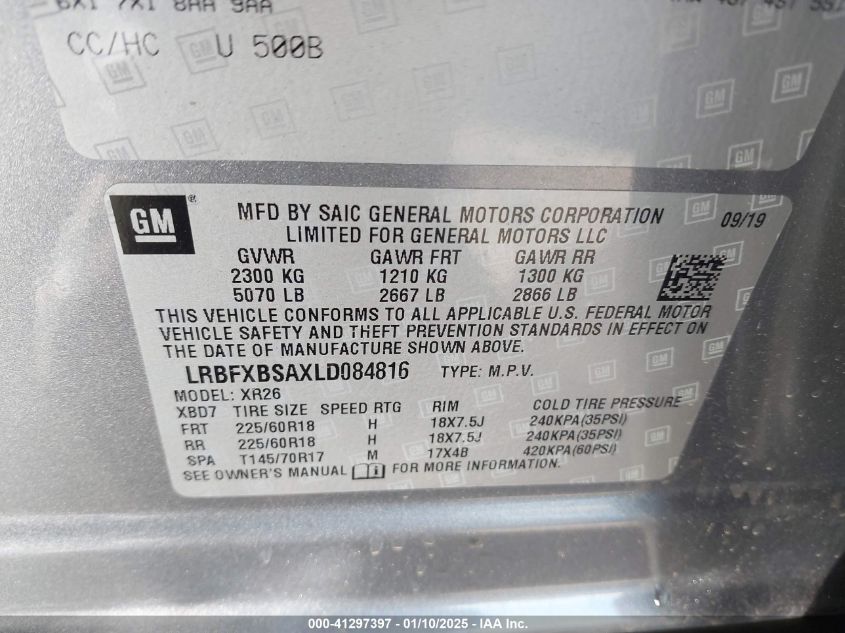 6X1 7X1 8AA 9AA
CC/HC U 500B
GM ® MFD BY SAIC GENERAL MOTORS CORPORATION 09/19
LIMITED FOR GENERAL MOTORS LLC
GVWR GAWR FRT GAWR RR
2300 KG 1210 KG 1300 KG
5070 LB 2667 LB 2866 LB
THIS VEHICLE CONFORMS TO ALL APPLICABLE U.S. FEDERAL MOTOR
VEHICLE SAFETY AND THEFT PREVENTION STANDARDS IN EFFECT ON
THE DATE OF MANUFACTURE SHOWN ABOVE.
LRBFXBSAXLD084816 TYPE: M.P.V.
MODEL: XR26
XBD7 TIRE SIZE SPEED RTG RIM COLD TIRE PRESSURE
FRT 225/60R18 H 18X7.5J 240KPA(35PSI)
RR 225/60R18 H 18X7.5J 240KPA(35PSI)
SPA T145/70R17 M 17X4B 420KPA(60PSI)
SEE OWNER'S MANUAL FOR MORE INFORMATION.
000-41297397 - 01/10/2025 - © IAA, Inc.